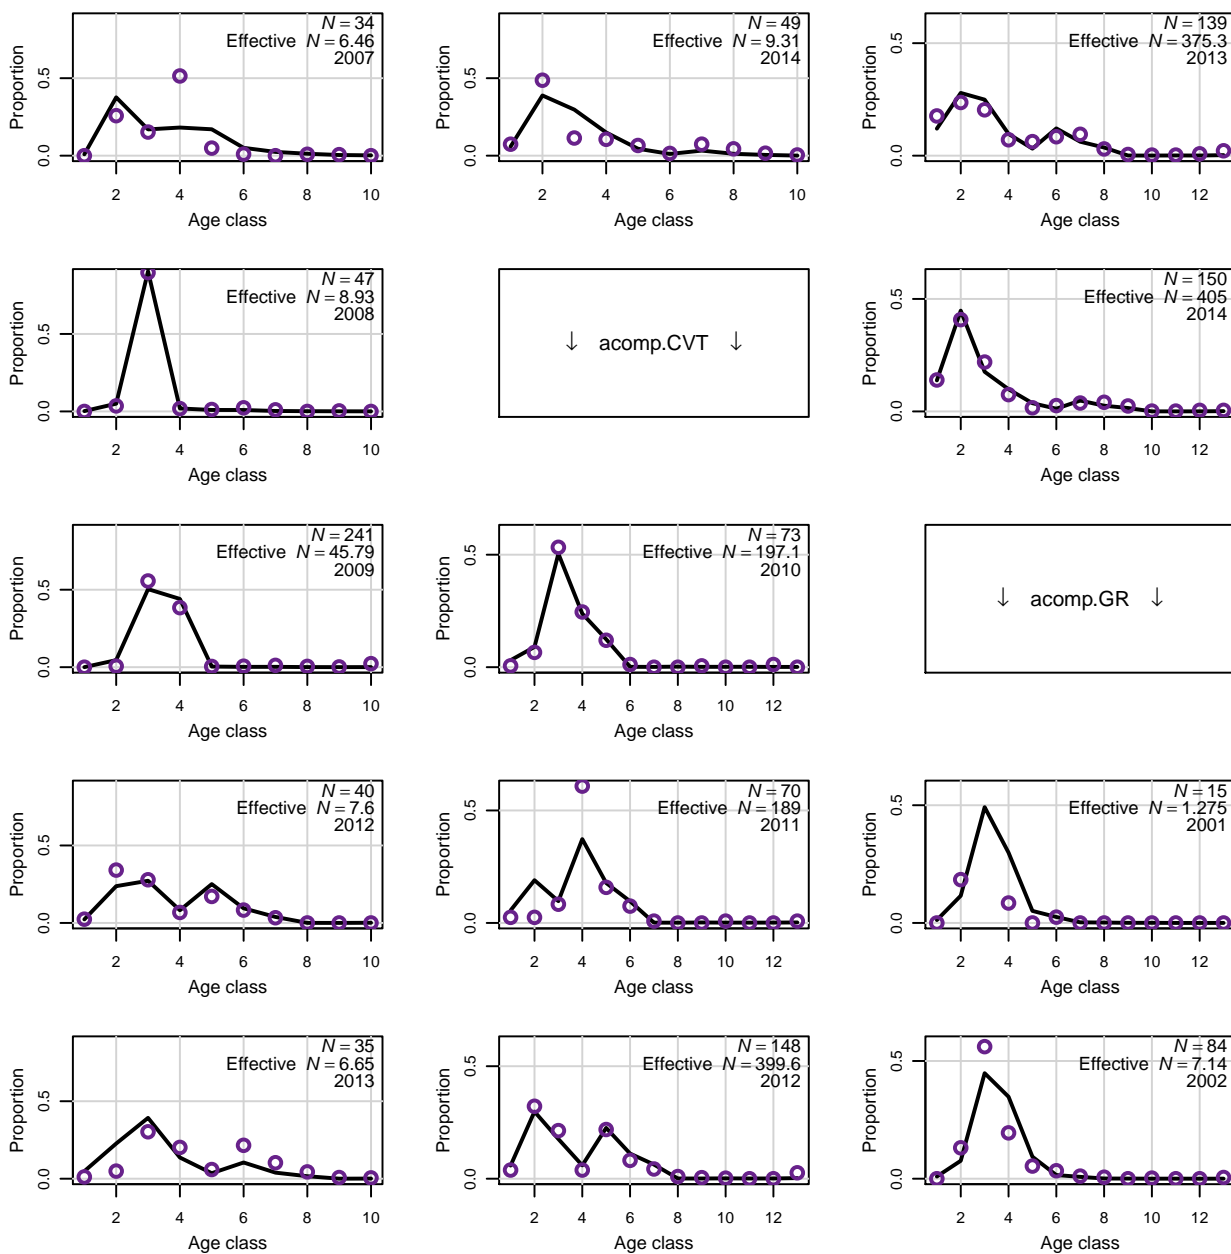 N = 34
Effective N = 6.46
2007
Proportion
0.0 0.5
2 4 6 8 10
Age class
N = 49
Effective N = 9.31
2014
Proportion
0.0 0.5
2 4 6 8 10
Age class
N = 139
Effective N = 375.3
2013
Proportion
0.0 0.5
2 4 6 8 10 12
Age class
N = 47
Effective N = 8.93
2008
Proportion
0.0 0.5
2 4 6 8 10
Age class
↓ acomp.CVT ↓
N = 150
Effective N = 405
2014
Proportion
0.0 0.5
2 4 6 8 10 12
Age class
N = 241
Effective N = 45.79
2009
Proportion
0.0 0.5
2 4 6 8 10
Age class
N = 73
Effective N = 197.1
2010
Proportion
0.0 0.5
2 4 6 8 10 12
Age class
↓ acomp.GR ↓
N = 40
Effective N = 7.6
2012
Proportion
0.0 0.5
2 4 6 8 10
Age class
N = 70
Effective N = 189
2011
Proportion
0.0 0.5
2 4 6 8 10 12
Age class
N = 15
Effective N = 1.275
2001
Proportion
0.0 0.5
2 4 6 8 10 12
Age class
N = 35
Effective N = 6.65
2013
Proportion
0.0 0.5
2 4 6 8 10
Age class
N = 148
Effective N = 399.6
2012
Proportion
0.0 0.5
2 4 6 8 10 12
Age class
N = 84
Effective N = 7.14
2002
Proportion
0.0 0.5
2 4 6 8 10 12
Age class